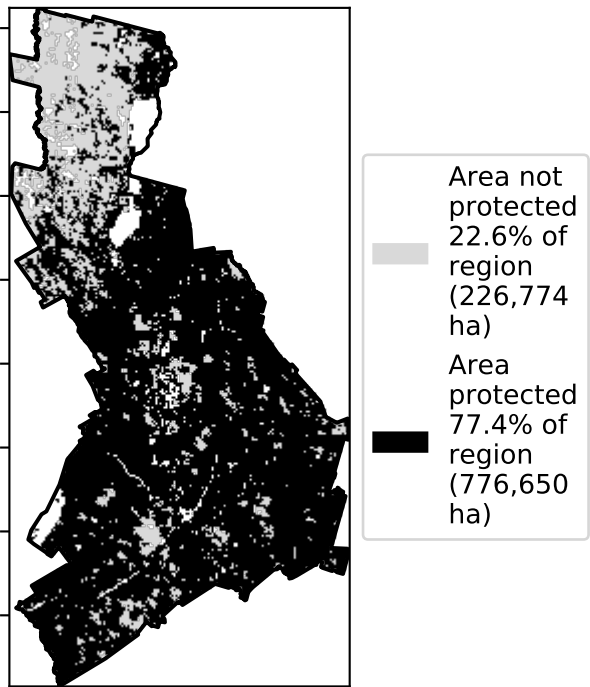 Area not
protected
22.6% of
region
(226,774
ha)
Area
protected
77.4% of
region
(776,650
ha)